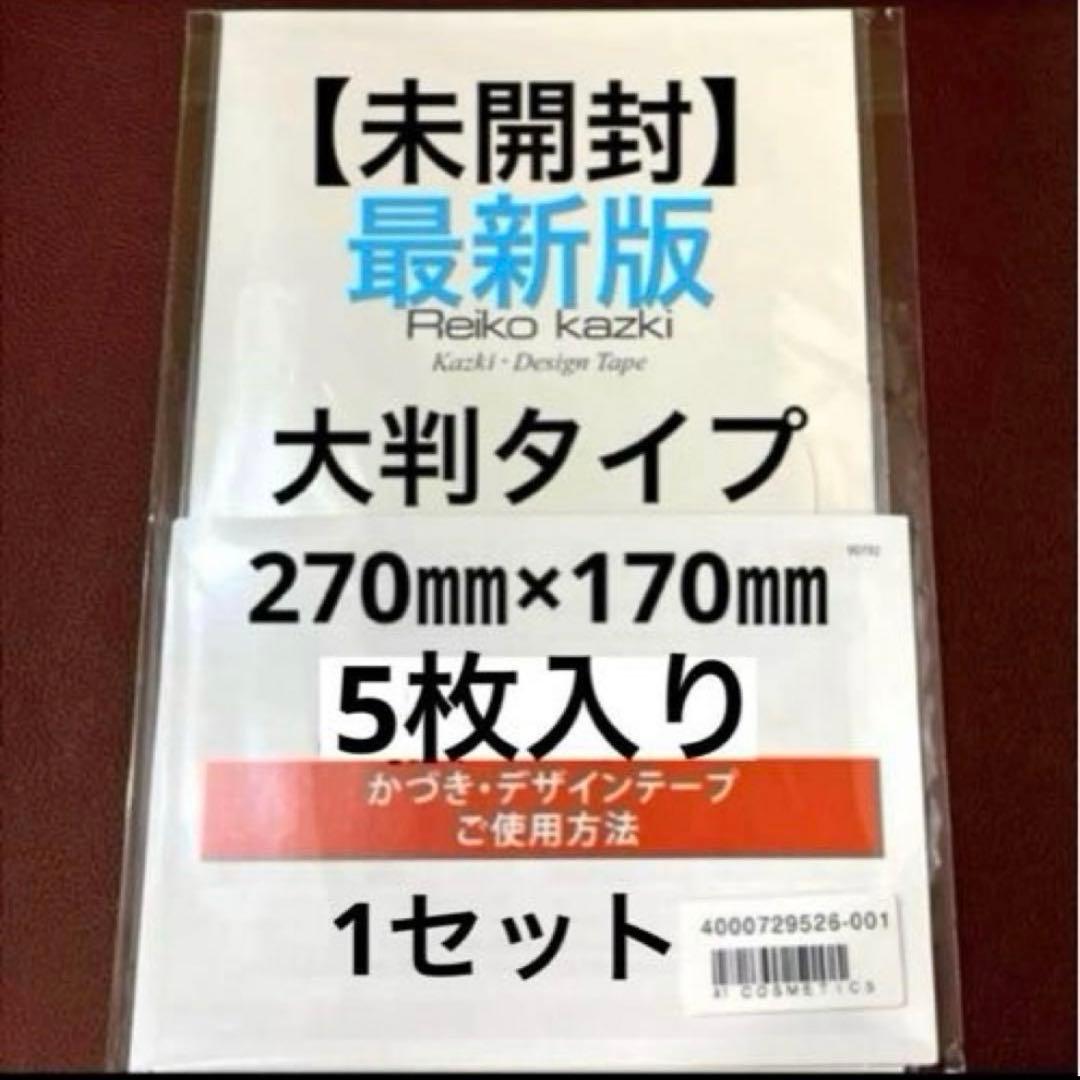 【未開封】
最新版
Reiko kazki
Kazki・Design Tape
大判タイプ
270㎜×170㎜
5枚入り
かづき・デザインテープ
ご使用方法
1セット
4000729526-001
COSMETICS